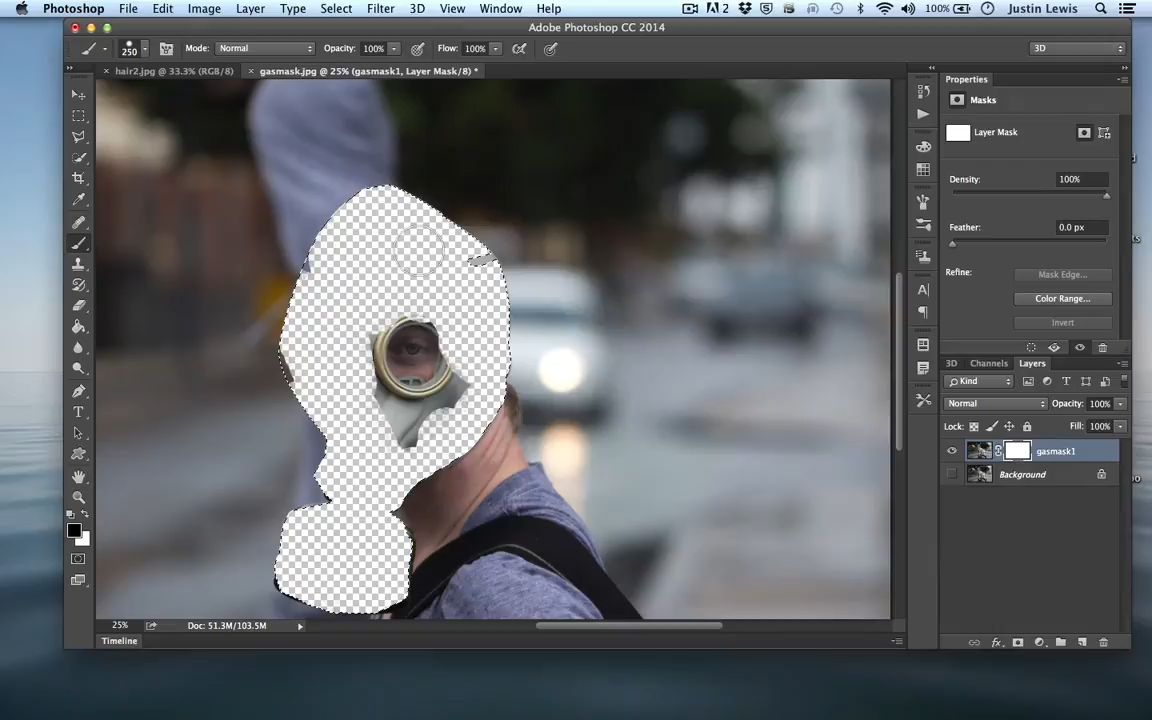 Photoshop File Edit Image Layer Type Select Filter 3D View Window Help 2 5 100% Justin Lewis
Adobe Photoshop CC 2014
250 Mode: Normal Opacity: 100% Flow: 100% 3D
× hair2.jpg @ 33.3% (RGB/8) × gasmask.jpg @ 25% (gasmask1, Layer Mask/8) *
Properties
Masks
Layer Mask
Density: 100%
Feather: 0.0 px
Refine: Mask Edge...
Color Range...
Invert
3D Channels Layers
Kind
Normal Opacity: 100%
Lock: Fill: 100%
gasmask1
Background
25% Doc: 51.3M/103.5M
Timeline